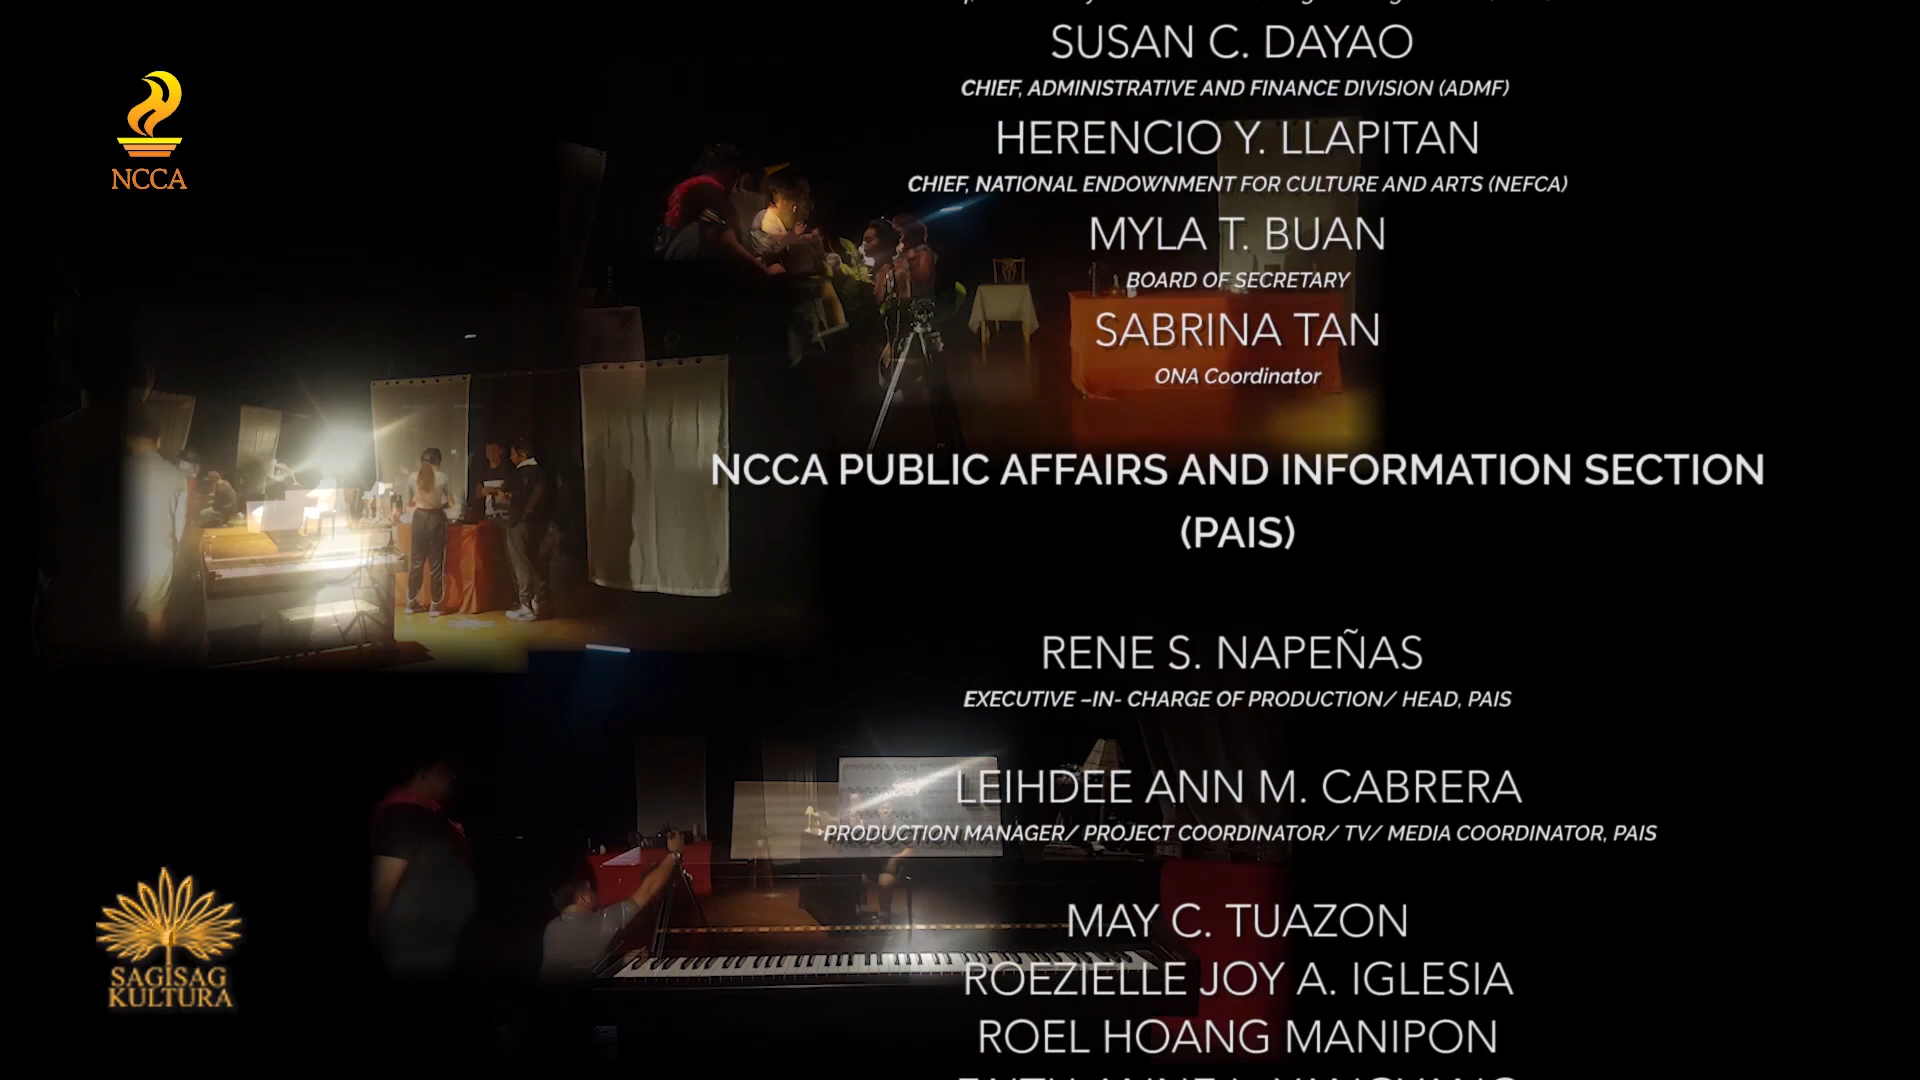 SUSAN C. DAYAO
CHIEF, ADMINISTRATIVE AND FINANCE DIVISION (ADMF)
HERENCIO Y. LLAPITAN
CHIEF, NATIONAL ENDOWNMENT FOR CULTURE AND ARTS (NEFCA)
MYLA T. BUAN
BOARD OF SECRETARY
SABRINA TAN
ONA Coordinator
NCCA PUBLIC AFFAIRS AND INFORMATION SECTION
(PAIS)
RENE S. NAPEÑAS
EXECUTIVE –IN- CHARGE OF PRODUCTION/ HEAD, PAIS
LEIHDEE ANN M. CABRERA
PRODUCTION MANAGER/ PROJECT COORDINATOR/ TV/ MEDIA COORDINATOR, PAIS
MAY C. TUAZON
ROEZIELLE JOY A. IGLESIA
ROEL HOANG MANIPON
NCCA
SAGISAG
KULTURA